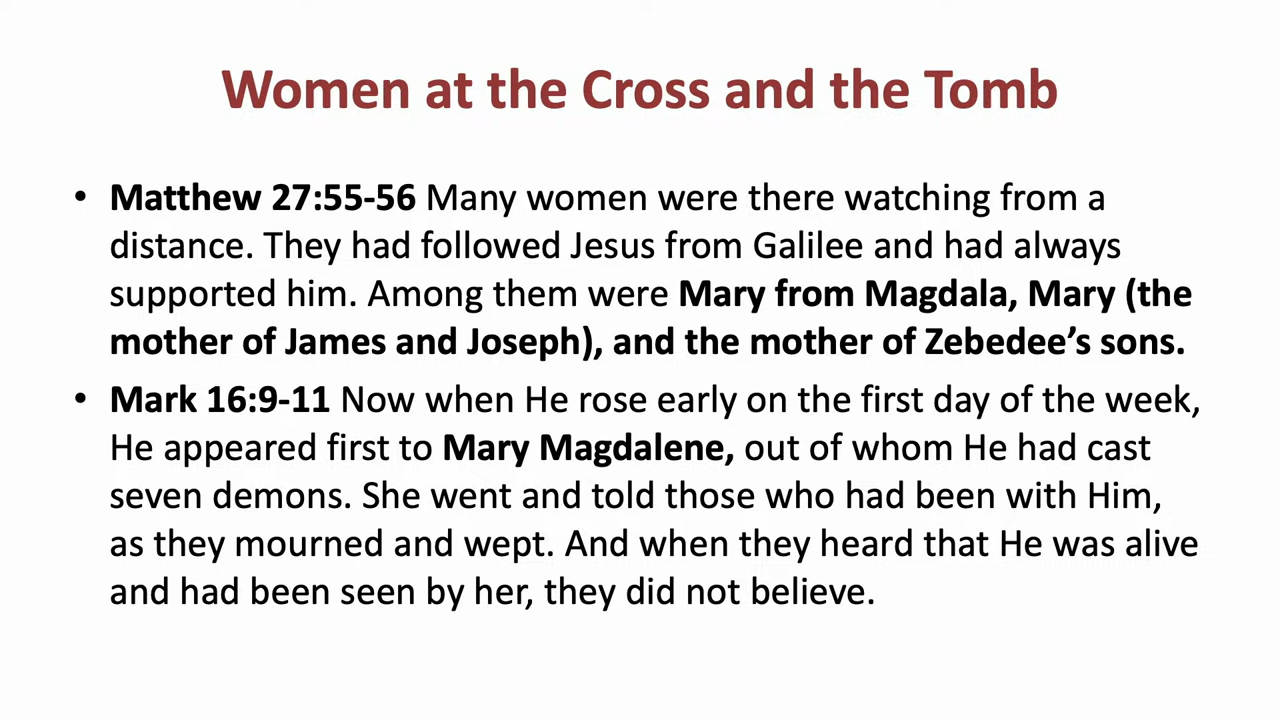 Women at the Cross and the Tomb
• Matthew 27:55-56 Many women were there watching from a
distance. They had followed Jesus from Galilee and had always
supported him. Among them were Mary from Magdala, Mary (the
mother of James and Joseph), and the mother of Zebedee’s sons.
• Mark 16:9-11 Now when He rose early on the first day of the week,
He appeared first to Mary Magdalene, out of whom He had cast
seven demons. She went and told those who had been with Him,
as they mourned and wept. And when they heard that He was alive
and had been seen by her, they did not believe.